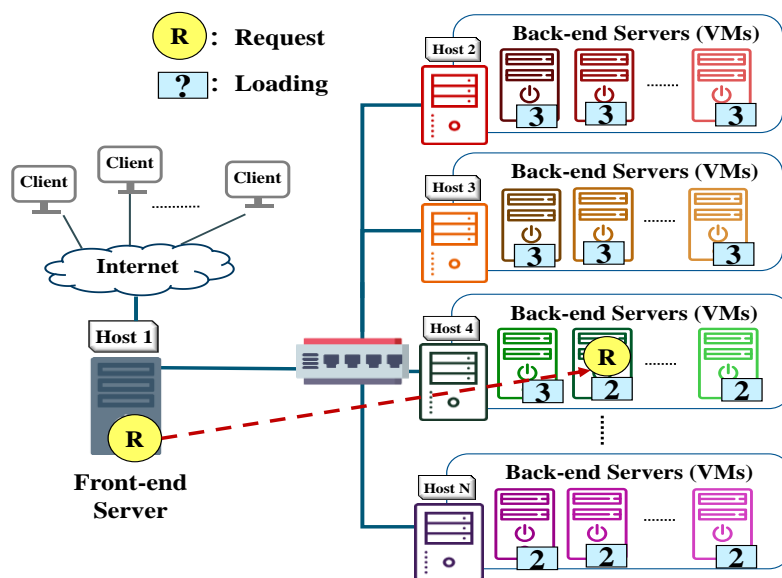 R : Request
? : Loading
Client
Client
Client
Internet
Host 1
R
Front-end
Server
Host 2
Back-end Servers (VMs)
3 3 3
Host 3
Back-end Servers (VMs)
3 3 3
Host 4
Back-end Servers (VMs)
R
3 2 2
Host N
Back-end Servers (VMs)
2 2 2